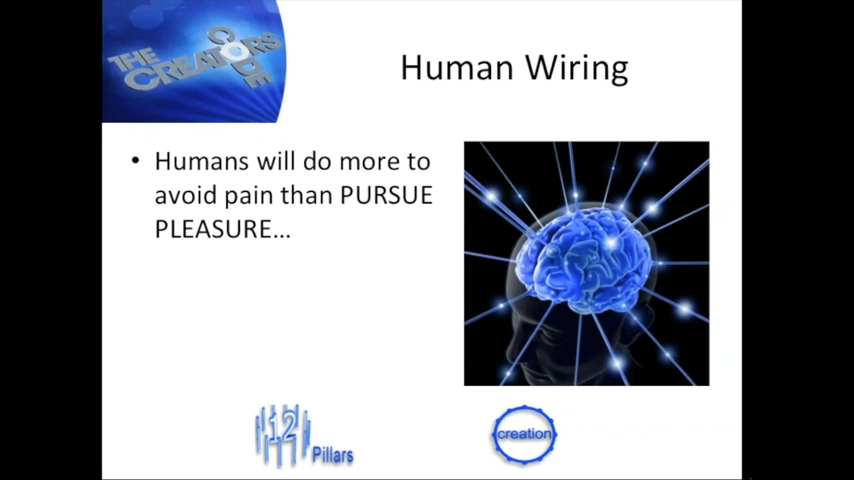 THE
CREATORS
CODE
Human Wiring
• Humans will do more to
avoid pain than PURSUE
PLEASURE...
12
Pillars
creation